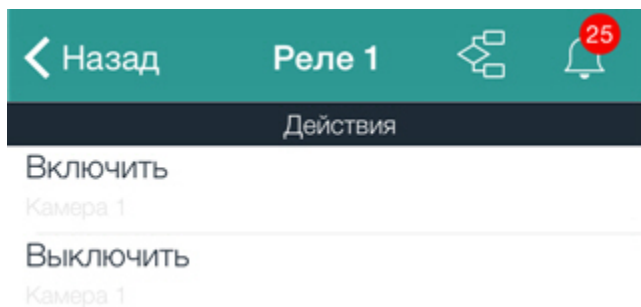 Назад Реле 1 25
Действия
Включить
Камера 1
Выключить
Камера 1